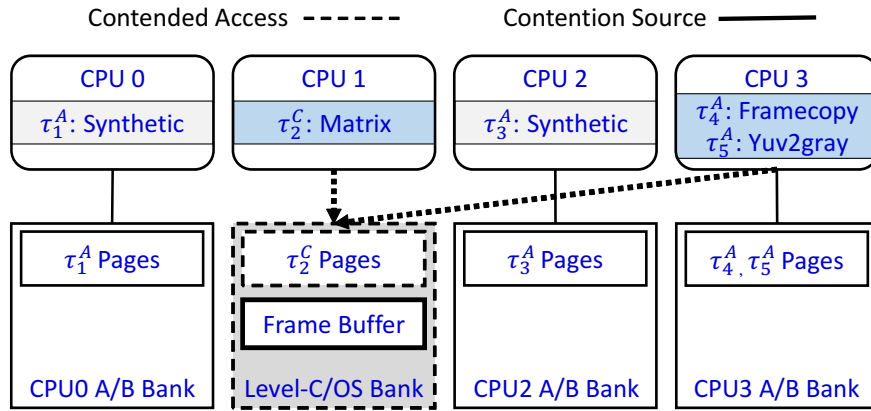 Contended Access
Contention Source
CPU 0
τ₁ᴬ: Synthetic
CPU 1
τ₂ᶜ: Matrix
CPU 2
τ₃ᴬ: Synthetic
CPU 3
τ₄ᴬ: Framecopy
τ₅ᴬ: Yuv2gray
τ₁ᴬ Pages
CPU0 A/B Bank
τ₂ᶜ Pages
Frame Buffer
Level-C/OS Bank
τ₃ᴬ Pages
CPU2 A/B Bank
τ₄ᴬ, τ₅ᴬ Pages
CPU3 A/B Bank